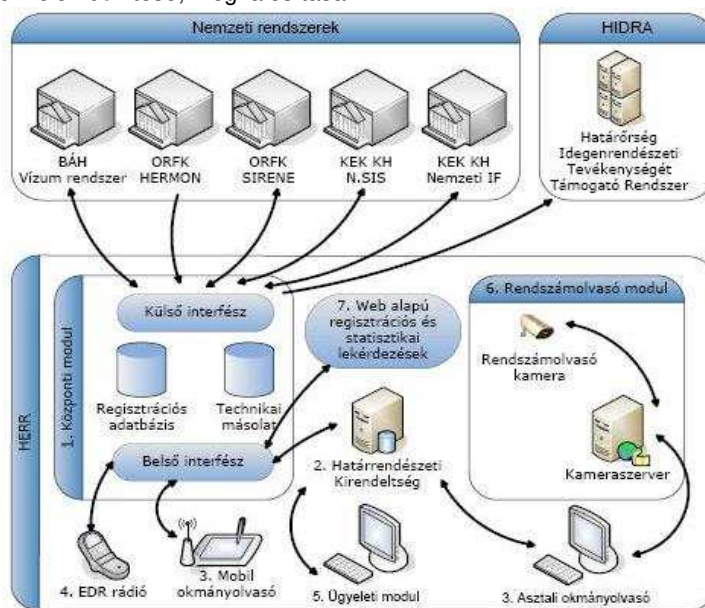 Nemzeti rendszerek
HIDRA
BÁH
Vízum rendszer
ORFK
HERMON
ORFK
SIRENE
KEK KH
N.SIS
KEK KH
Nemzeti IF
Határőrség
Idegenrendészeti
Tevékenységét
Támogató Rendszer
HERR
1. Központi modul
Külső interfész
Regisztrációs
adatbázis
Technikai
másolat
Belső interfész
7. Web alapú
regisztrációs és
statisztikai
lekérdezések
6. Rendszámolvasó modul
Rendszámolvasó
kamera
Kameraszerver
2. Határrendészeti
Kirendeltség
4. EDR rádió
3. Mobil
okmányolvasó
5. Ügyeleti modul
3. Asztali okmányolvasó